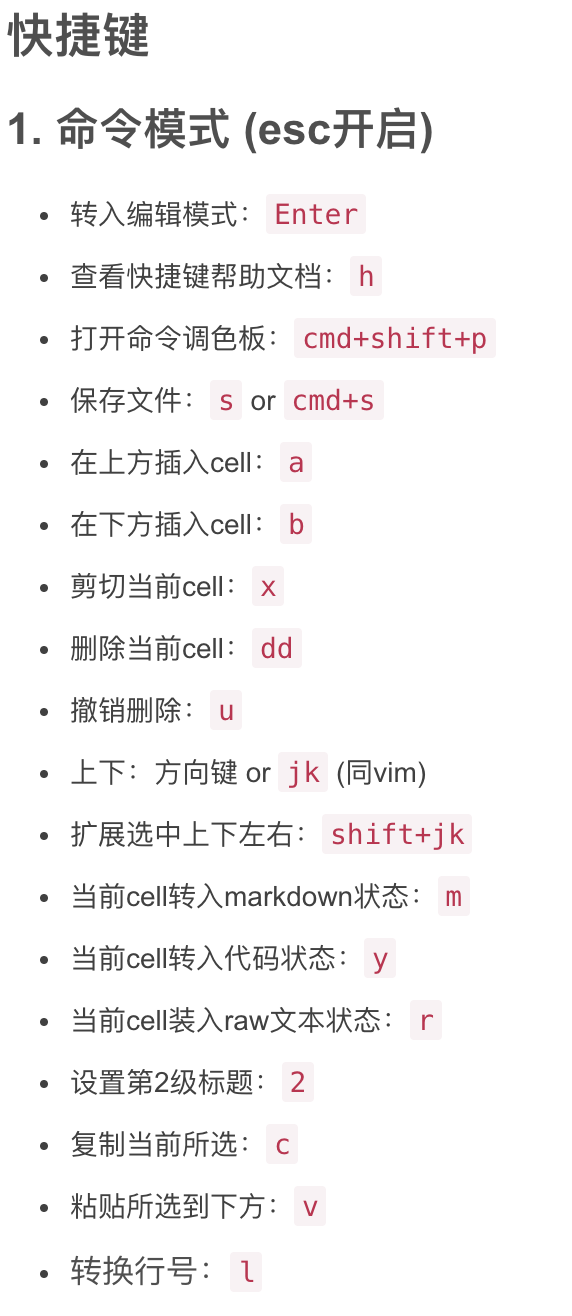 快捷键
1. 命令模式 (esc开启)
转入编辑模式： Enter
查看快捷键帮助文档： h
打开命令调色板： cmd+shift+p
保存文件： s or cmd+s
在上方插入cell： a
在下方插入cell： b
剪切当前cell： x
删除当前cell： dd
撤销删除： u
上下：方向键 or jk (同vim)
扩展选中上下左右： shift+jk
当前cell转入markdown状态： m
当前cell转入代码状态： y
当前cell装入raw文本状态： r
设置第2级标题： 2
复制当前所选： c
粘贴所选到下方： v
转换行号： l